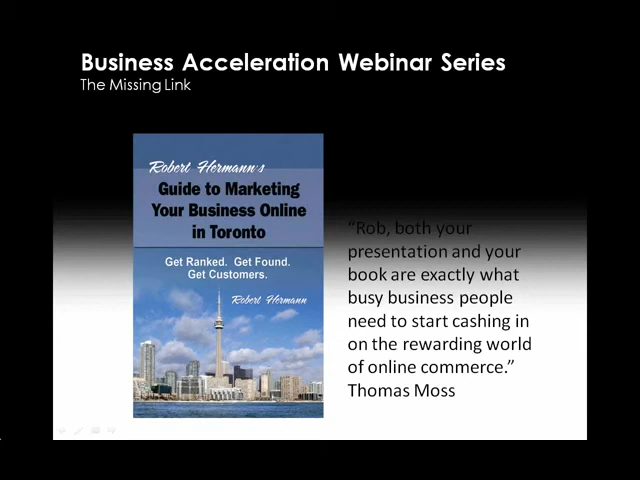 Business Acceleration Webinar Series
The Missing Link
Robert Hermann's
Guide to Marketing
Your Business Online
in Toronto
Get Ranked. Get Found.
Get Customers.
Robert Hermann
“Rob, both your
presentation and your
book are exactly what
busy business people
need to start cashing in
on the rewarding world
of online commerce.”
Thomas Moss